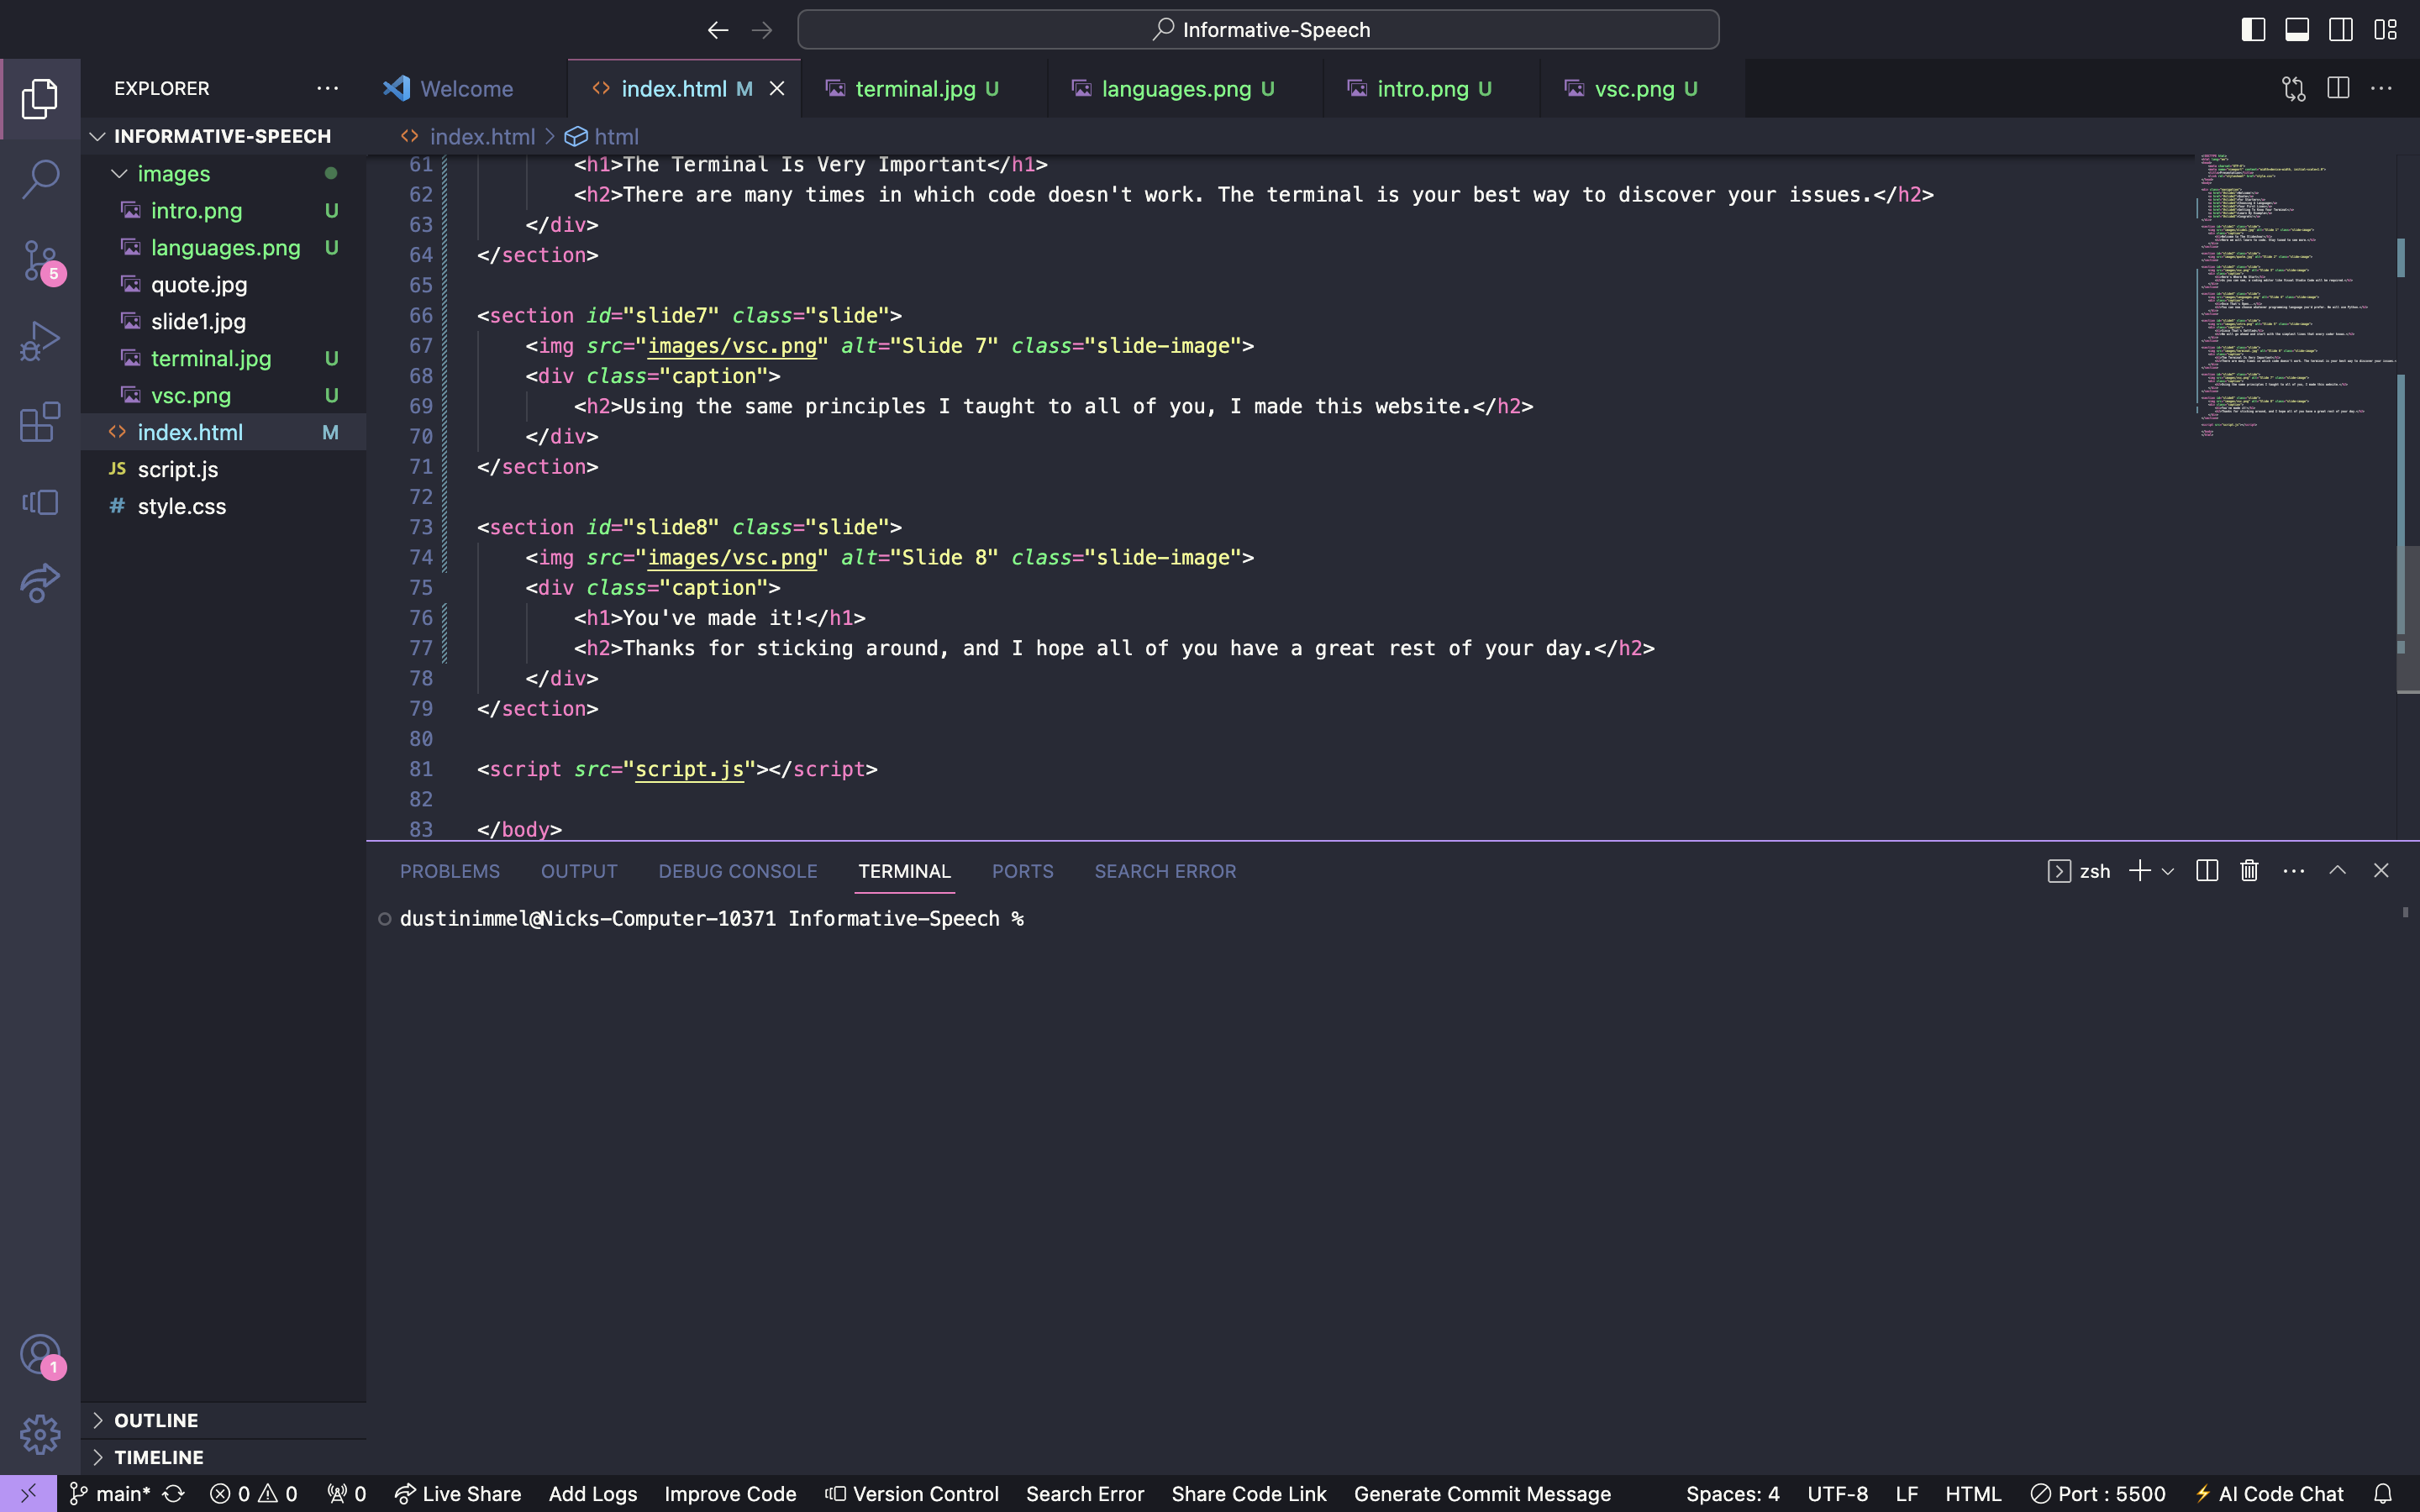 Informative-Speech
EXPLORER
Welcome
index.html M
terminal.jpg U
languages.png U
intro.png U
vsc.png U
INFORMATIVE-SPEECH
images
intro.png U
languages.png U
quote.jpg
slide1.jpg
terminal.jpg U
vsc.png U
index.html M
JS script.js
# style.css
5
1
OUTLINE
TIMELINE
index.html > html
61 <h1>The Terminal Is Very Important</h1>
62 <h2>There are many times in which code doesn't work. The terminal is your best way to discover your issues.</h2>
63 </div>
64 </section>
65
66 <section id="slide7" class="slide">
67 <img src="images/vsc.png" alt="Slide 7" class="slide-image">
68 <div class="caption">
69 <h2>Using the same principles I taught to all of you, I made this website.</h2>
70 </div>
71 </section>
72
73 <section id="slide8" class="slide">
74 <img src="images/vsc.png" alt="Slide 8" class="slide-image">
75 <div class="caption">
76 <h1>You've made it!</h1>
77 <h2>Thanks for sticking around, and I hope all of you have a great rest of your day.</h2>
78 </div>
79 </section>
80
81 <script src="script.js"></script>
82
83 </body>
PROBLEMS OUTPUT DEBUG CONSOLE TERMINAL PORTS SEARCH ERROR
zsh
dustinimmel@Nicks-Computer-10371 Informative-Speech %
main* 0 0 0 Live Share Add Logs Improve Code Version Control Search Error Share Code Link Generate Commit Message Spaces: 4 UTF-8 LF HTML Port : 5500 AI Code Chat